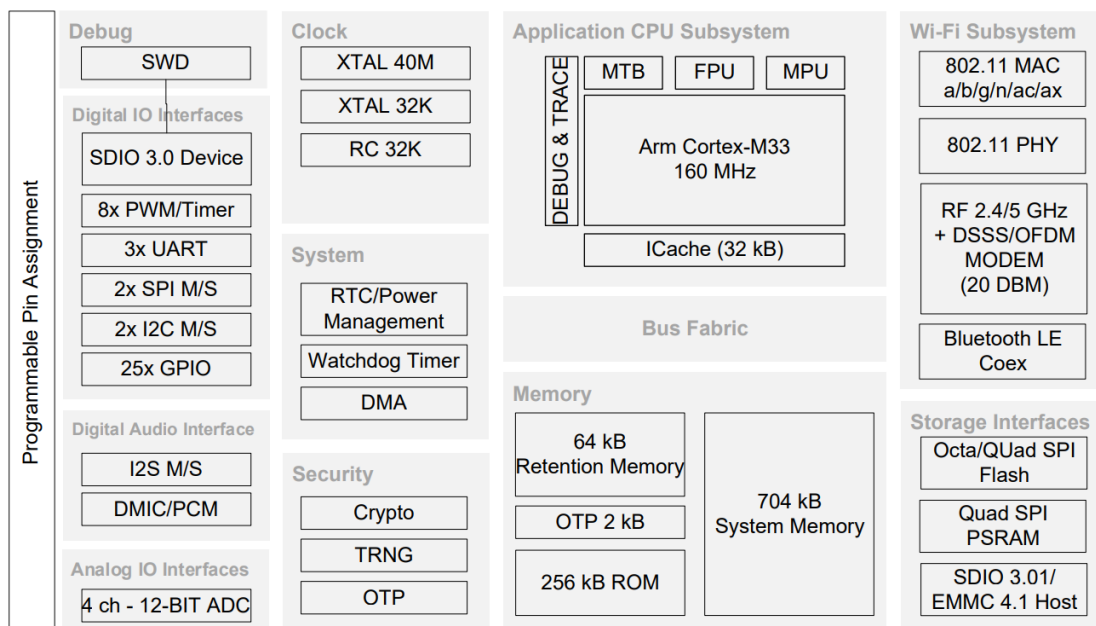 Programmable Pin Assignment
Debug
SWD
Digital IO Interfaces
SDIO 3.0 Device
8x PWM/Timer
3x UART
2x SPI M/S
2x I2C M/S
25x GPIO
Digital Audio Interface
I2S M/S
DMIC/PCM
Analog IO Interfaces
4 ch - 12-BIT ADC
Clock
XTAL 40M
XTAL 32K
RC 32K
System
RTC/Power
Management
Watchdog Timer
DMA
Security
Crypto
TRNG
OTP
Application CPU Subsystem
DEBUG & TRACE
MTB
FPU
MPU
Arm Cortex-M33
160 MHz
ICache (32 kB)
Bus Fabric
Memory
64 kB
Retention Memory
OTP 2 kB
256 kB ROM
704 kB
System Memory
Wi-Fi Subsystem
802.11 MAC
a/b/g/n/ac/ax
802.11 PHY
RF 2.4/5 GHz
+ DSSS/OFDM
MODEM
(20 DBM)
Bluetooth LE
Coex
Storage Interfaces
Octa/QUad SPI
Flash
Quad SPI
PSRAM
SDIO 3.01/
EMMC 4.1 Host